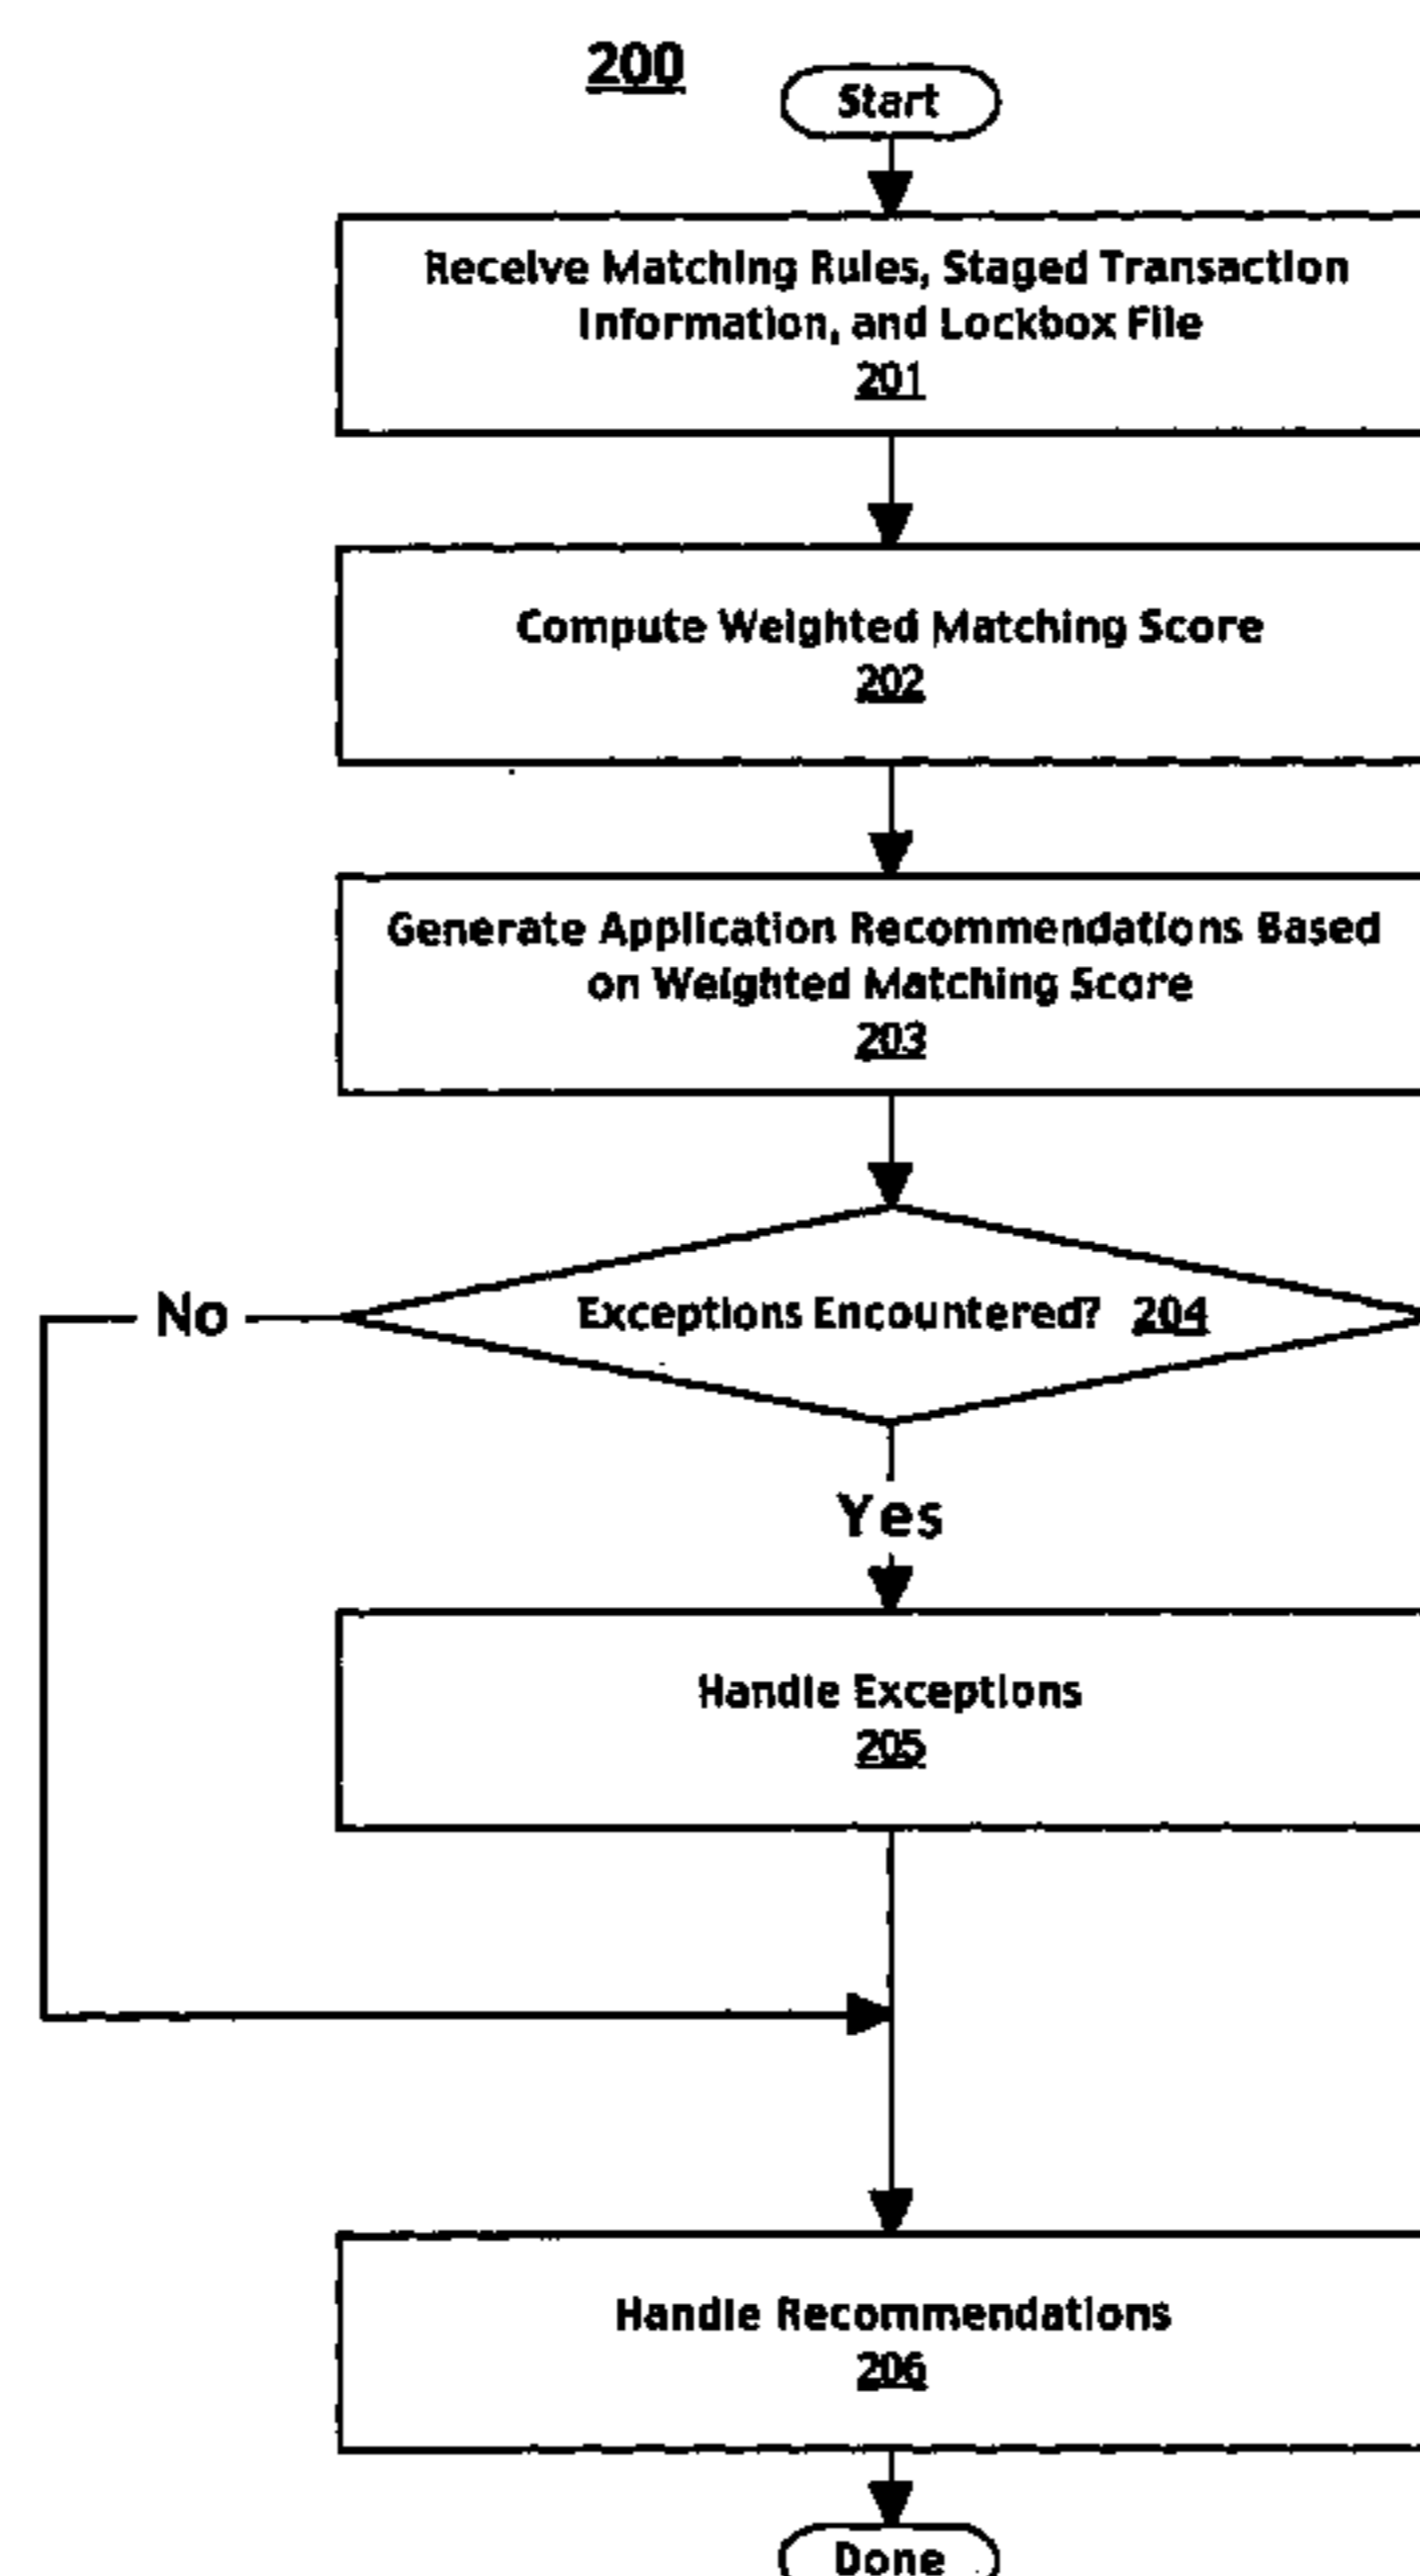 200
Start
Receive Matching Rules, Staged Transaction
Information, and Lockbox File
201
Compute Weighted Matching Score
202
Generate Application Recommendations Based
on Weighted Matching Score
203
Exceptions Encountered? 204
No
Yes
Handle Exceptions
205
Handle Recommendations
206
Done